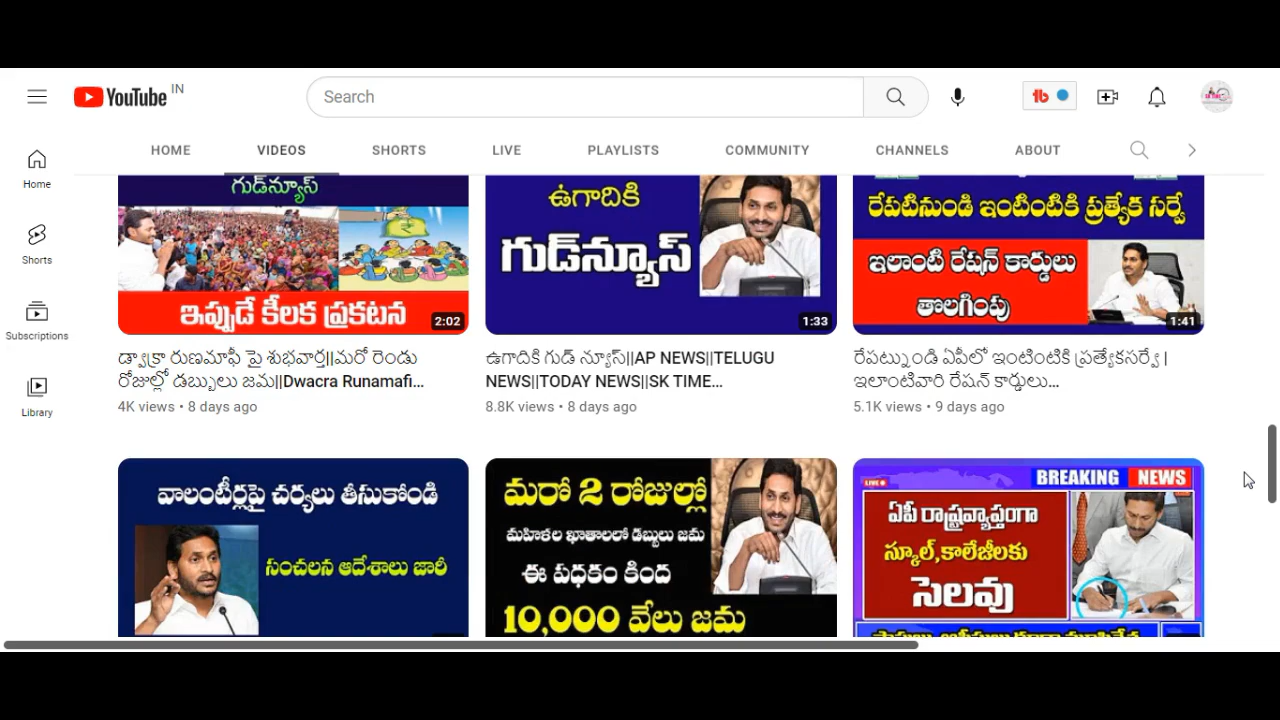 YouTube IN
Search
HOME
VIDEOS
SHORTS
LIVE
PLAYLISTS
COMMUNITY
CHANNELS
ABOUT
Home
Shorts
Subscriptions
Library
గుడ్‌న్యూస్
ఇప్పుడే కీలక ప్రకటన
2:02
డ్వాక్రా రుణమాఫీ పై శుభవార్త||మరో రెండు
రోజుల్లో డబ్బులు జమ||Dwacra Runamafi...
4K views • 8 days ago
ఉగాదికి
గుడ్‌న్యూస్
1:33
ఉగాదికి గుడ్ న్యూస్||AP NEWS||TELUGU
NEWS||TODAY NEWS||SK TIME...
8.8K views • 8 days ago
రేపటినుండి ఇంటింటికి ప్రత్యేక సర్వే
ఇలాంటి రేషన్ కార్డులు
తొలగింపు
1:41
రేపట్నుండి ఏపీలో ఇంటింటికి ప్రత్యేకసర్వే |
ఇలాంటివారి రేషన్ కార్డులు...
5.1K views • 9 days ago
వాలంటీర్లపై చర్యలు తీసుకోండి
సంచలన ఆదేశాలు జారీ
మరో 2 రోజుల్లో
మహిళల ఖాతాలలో డబ్బులు జమ
ఈ పధకం కింద
10,000 వేలు జమ
LIVE
BREAKING NEWS
ఏపీ రాష్ట్రవ్యాప్తంగా
స్కూల్,కాలేజీలకు
సెలవు